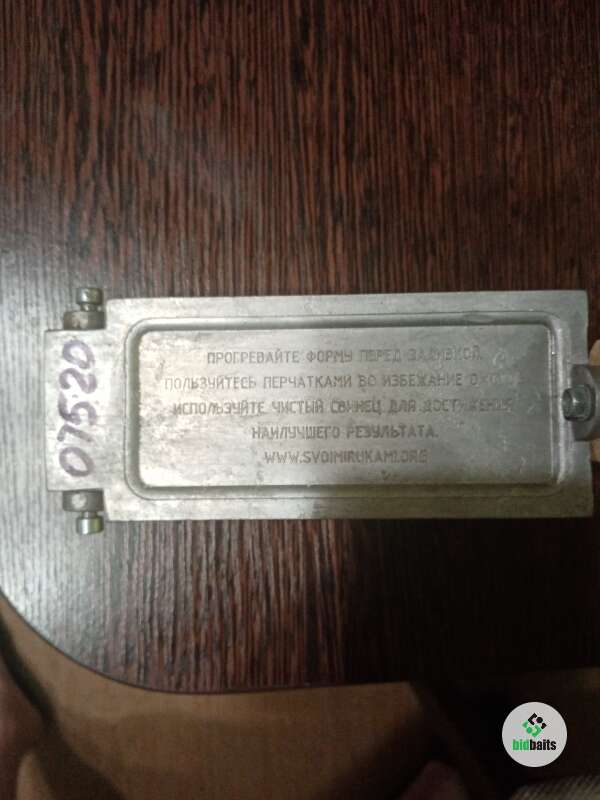 ПРОГРЕВАЙТЕ ФОРМУ ПЕРЕД ЗАЛИВКОЙ.
ПОЛЬЗУЙТЕСЬ ПЕРЧАТКАМИ ВО ИЗБЕЖАНИЕ
ИСПОЛЬЗУЙТЕ ЧИСТЫЙ СВИНЕЦ ДЛЯ ДОСТИЖЕНИЯ
НАИЛУЧШЕГО РЕЗУЛЬТАТА.
WWW.SVOIMIRUKAMI.ORG
07520
bidbaits